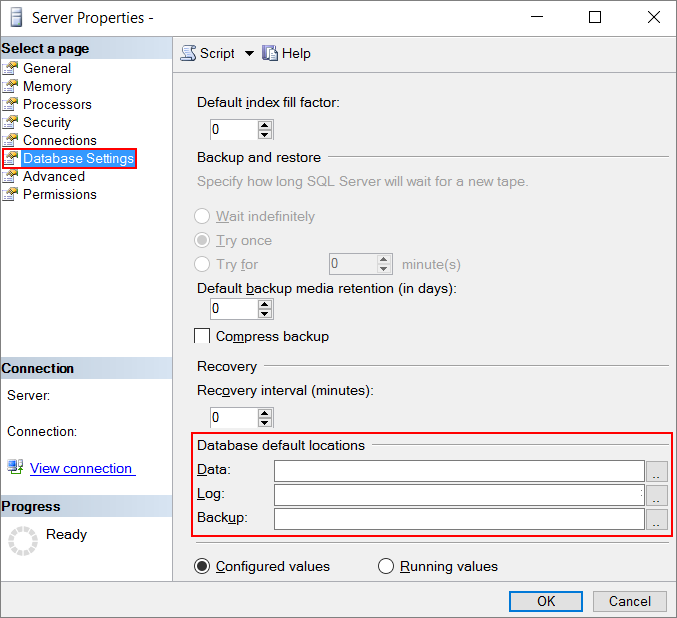 Server Properties -
Select a page
General
Memory
Processors
Security
Connections
Database Settings
Advanced
Permissions
Connection
Server:
Connection:
View connection
Progress
Ready
Script Help
Default index fill factor:
0
Backup and restore
Specify how long SQL Server will wait for a new tape.
Wait indefinitely
Try once
Try for 0 minute(s)
Default backup media retention (in days):
0
Compress backup
Recovery
Recovery interval (minutes):
0
Database default locations
Data: ..
Log: ..
Backup: ..
Configured values Running values
OK Cancel